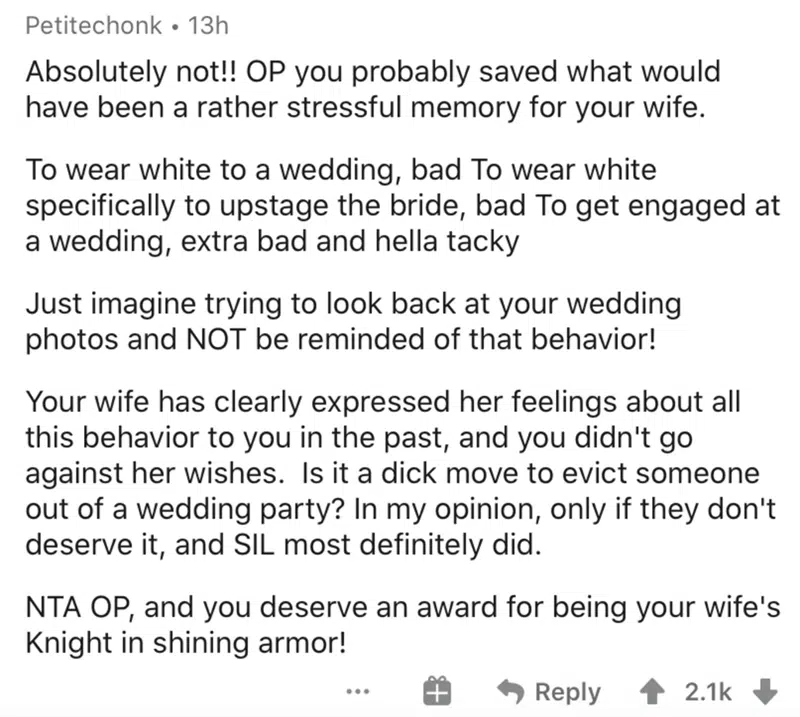 Petitechonk • 13h
Absolutely not!! OP you probably saved what would
have been a rather stressful memory for your wife.
To wear white to a wedding, bad To wear white
specifically to upstage the bride, bad To get engaged at
a wedding, extra bad and hella tacky
Just imagine trying to look back at your wedding
photos and NOT be reminded of that behavior!
Your wife has clearly expressed her feelings about all
this behavior to you in the past, and you didn't go
against her wishes.  Is it a dick move to evict someone
out of a wedding party? In my opinion, only if they don't
deserve it, and SIL most definitely did.
NTA OP, and you deserve an award for being your wife's
Knight in shining armor!
... Reply 2.1k